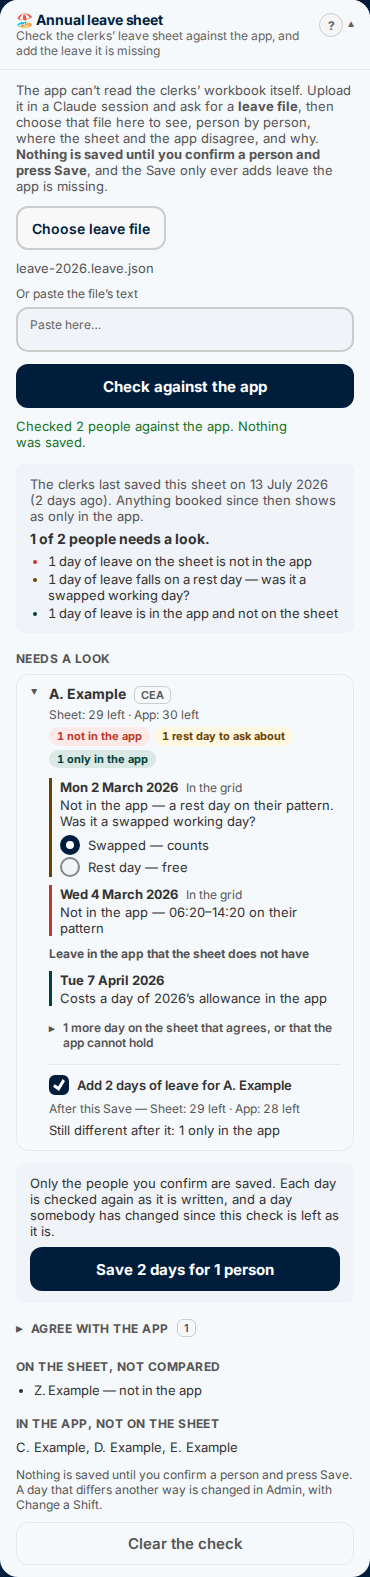 🏖️ Annual leave sheet
Check the clerks’ leave sheet against the app, and
add the leave it is missing
?
▲
The app can’t read the clerks’ workbook itself. Upload
it in a Claude session and ask for a leave file, then
choose that file here to see, person by person,
where the sheet and the app disagree, and why.
Nothing is saved until you confirm a person and
press Save, and the Save only ever adds leave the
app is missing.
Choose leave file
leave-2026.leave.json
Or paste the file’s text
Paste here…
Check against the app
Checked 2 people against the app. Nothing
was saved.
The clerks last saved this sheet on 13 July 2026
(2 days ago). Anything booked since then shows
as only in the app.
1 of 2 people needs a look.
• 1 day of leave on the sheet is not in the app
• 1 day of leave falls on a rest day — was it a
swapped working day?
• 1 day of leave is in the app and not on the sheet
NEEDS A LOOK
▼ A. Example CEA
Sheet: 29 left · App: 30 left
1 not in the app 1 rest day to ask about
1 only in the app
Mon 2 March 2026 In the grid
Not in the app — a rest day on their pattern.
Was it a swapped working day?
Swapped — counts
Rest day — free
Wed 4 March 2026 In the grid
Not in the app — 06:20–14:20 on their
pattern
Leave in the app that the sheet does not have
Tue 7 April 2026
Costs a day of 2026’s allowance in the app
▸ 1 more day on the sheet that agrees, or that the
app cannot hold
Add 2 days of leave for A. Example
After this Save — Sheet: 29 left · App: 28 left
Still different after it: 1 only in the app
Only the people you confirm are saved. Each day
is checked again as it is written, and a day
somebody has changed since this check is left as
it is.
Save 2 days for 1 person
▸ AGREE WITH THE APP 1
ON THE SHEET, NOT COMPARED
• Z. Example — not in the app
IN THE APP, NOT ON THE SHEET
C. Example, D. Example, E. Example
Nothing is saved until you confirm a person and press Save.
A day that differs another way is changed in Admin, with
Change a Shift.
Clear the check